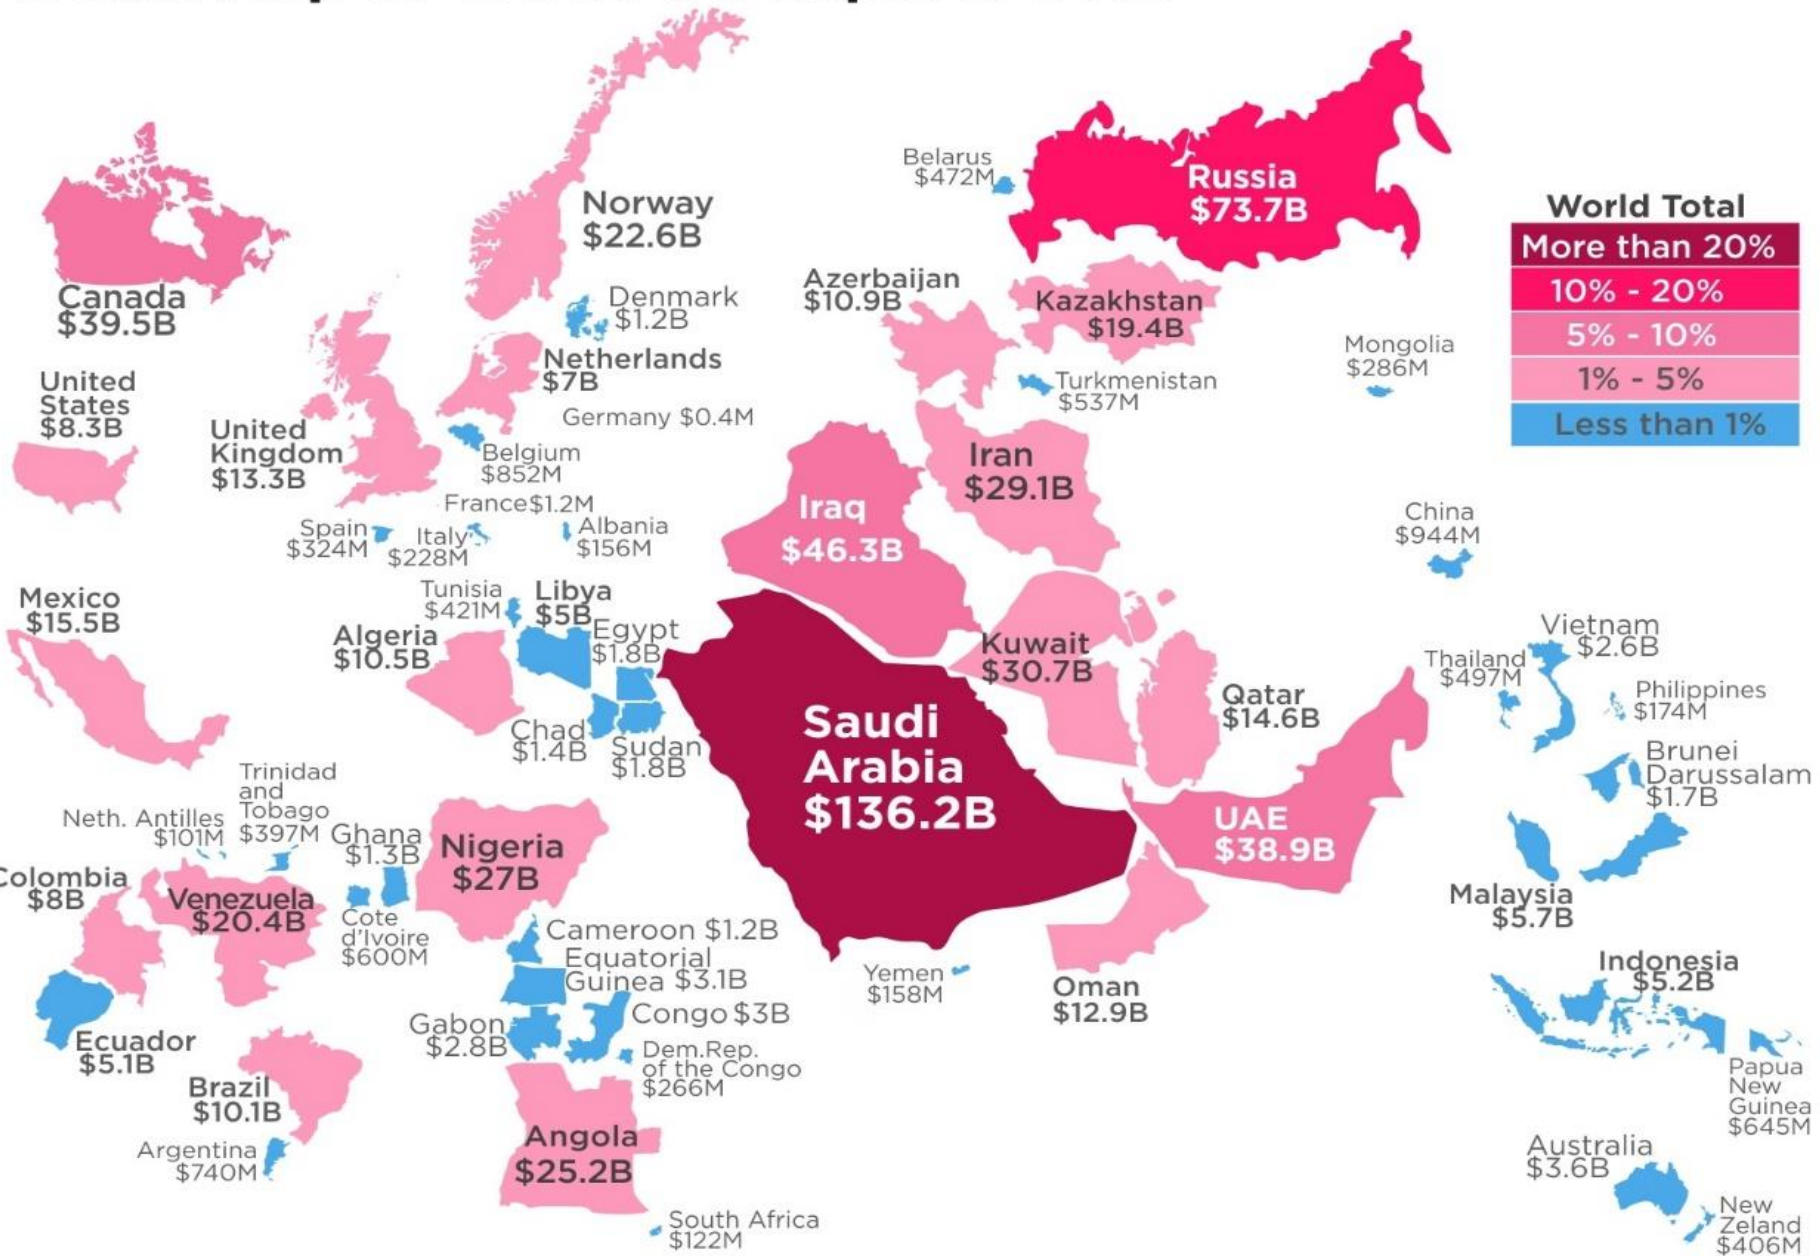 Canada
$39.5B
Norway
$22.6B
Belarus
$472M
Russia
$73.7B
World Total
More than 20%
10% - 20%
5% - 10%
1% - 5%
Less than 1%
Denmark
$1.2B
Azerbaijan
$10.9B
Kazakhstan
$19.4B
Mongolia
$286M
United
States
$8.3B
Netherlands
$7B
Germany $0.4M
Turkmenistan
$537M
United
Kingdom
$13.3B
Belgium
$852M
France$1.2M
Spain
$324M
Italy
$228M
Albania
$156M
Iraq
$46.3B
Iran
$29.1B
China
$944M
Mexico
$15.5B
Tunisia
$421M
Libya
$5B
Egypt
$1.8B
Algeria
$10.5B
Chad
$1.4B
Sudan
$1.8B
Saudi
Arabia
$136.2B
Kuwait
$30.7B
Qatar
$14.6B
UAE
$38.9B
Vietnam
$2.6B
Thailand
$497M
Philippines
$174M
Brunei
Darussalam
$1.7B
Malaysia
$5.7B
Neth. Antilles
$101M
Trinidad
and
Tobago
$397M
Ghana
$1.3B
Nigeria
$27B
Colombia
$8B
Venezuela
$20.4B
Cote
d'Ivoire
$600M
Cameroon $1.2B
Equatorial
Guinea $3.1B
Congo $3B
Gabon
$2.8B
Dem.Rep.
of the Congo
$266M
Yemen
$158M
Oman
$12.9B
Indonesia
$5.2B
Ecuador
$5.1B
Brazil
$10.1B
Argentina
$740M
Angola
$25.2B
South Africa
$122M
Papua
New
Guinea
$645M
Australia
$3.6B
New
Zeland
$406M